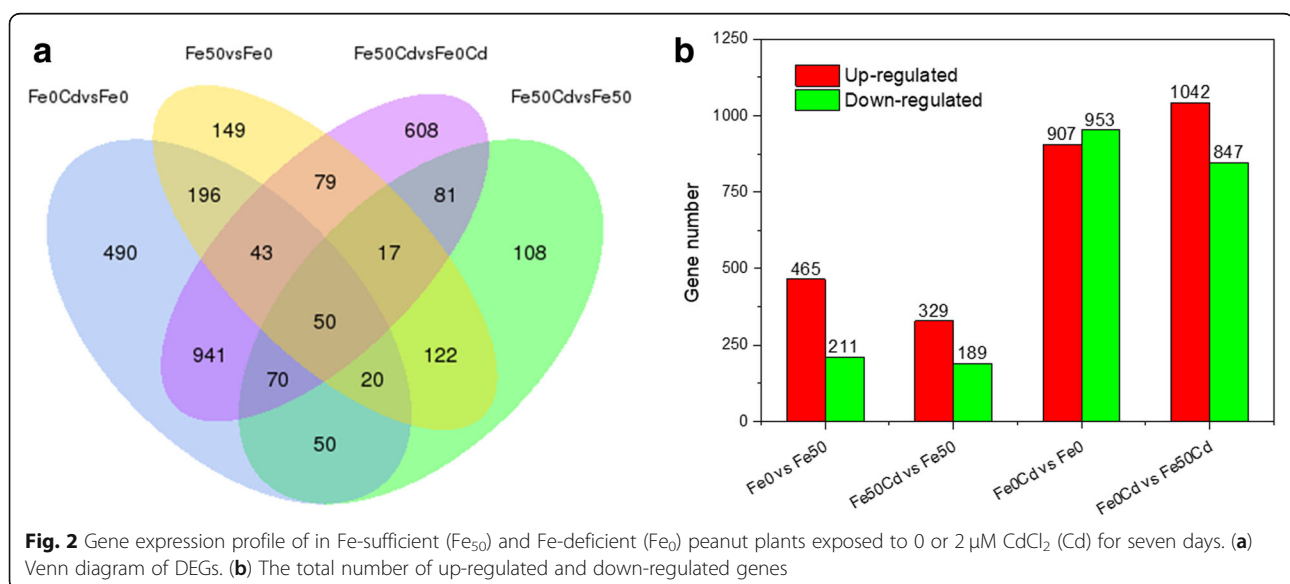 a
Fe50vsFe0
Fe50CdvsFe0Cd
Fe0CdvsFe0
Fe50CdvsFe50
149
608
196
79
81
490
43
17
108
50
941
122
70
20
50
b
Up-regulated
Down-regulated
Gene number
1250
1000
750
500
250
0
465
211
329
189
907
953
1042
847
Fe0 vs Fe50
Fe50Cd vs Fe50
Fe0Cd vs Fe0
Fe0Cd vs Fe50Cd
Fig. 2 Gene expression profile of in Fe-sufficient (Fe₅₀) and Fe-deficient (Fe₀) peanut plants exposed to 0 or 2 μM CdCl₂ (Cd) for seven days. (a)
Venn diagram of DEGs. (b) The total number of up-regulated and down-regulated genes